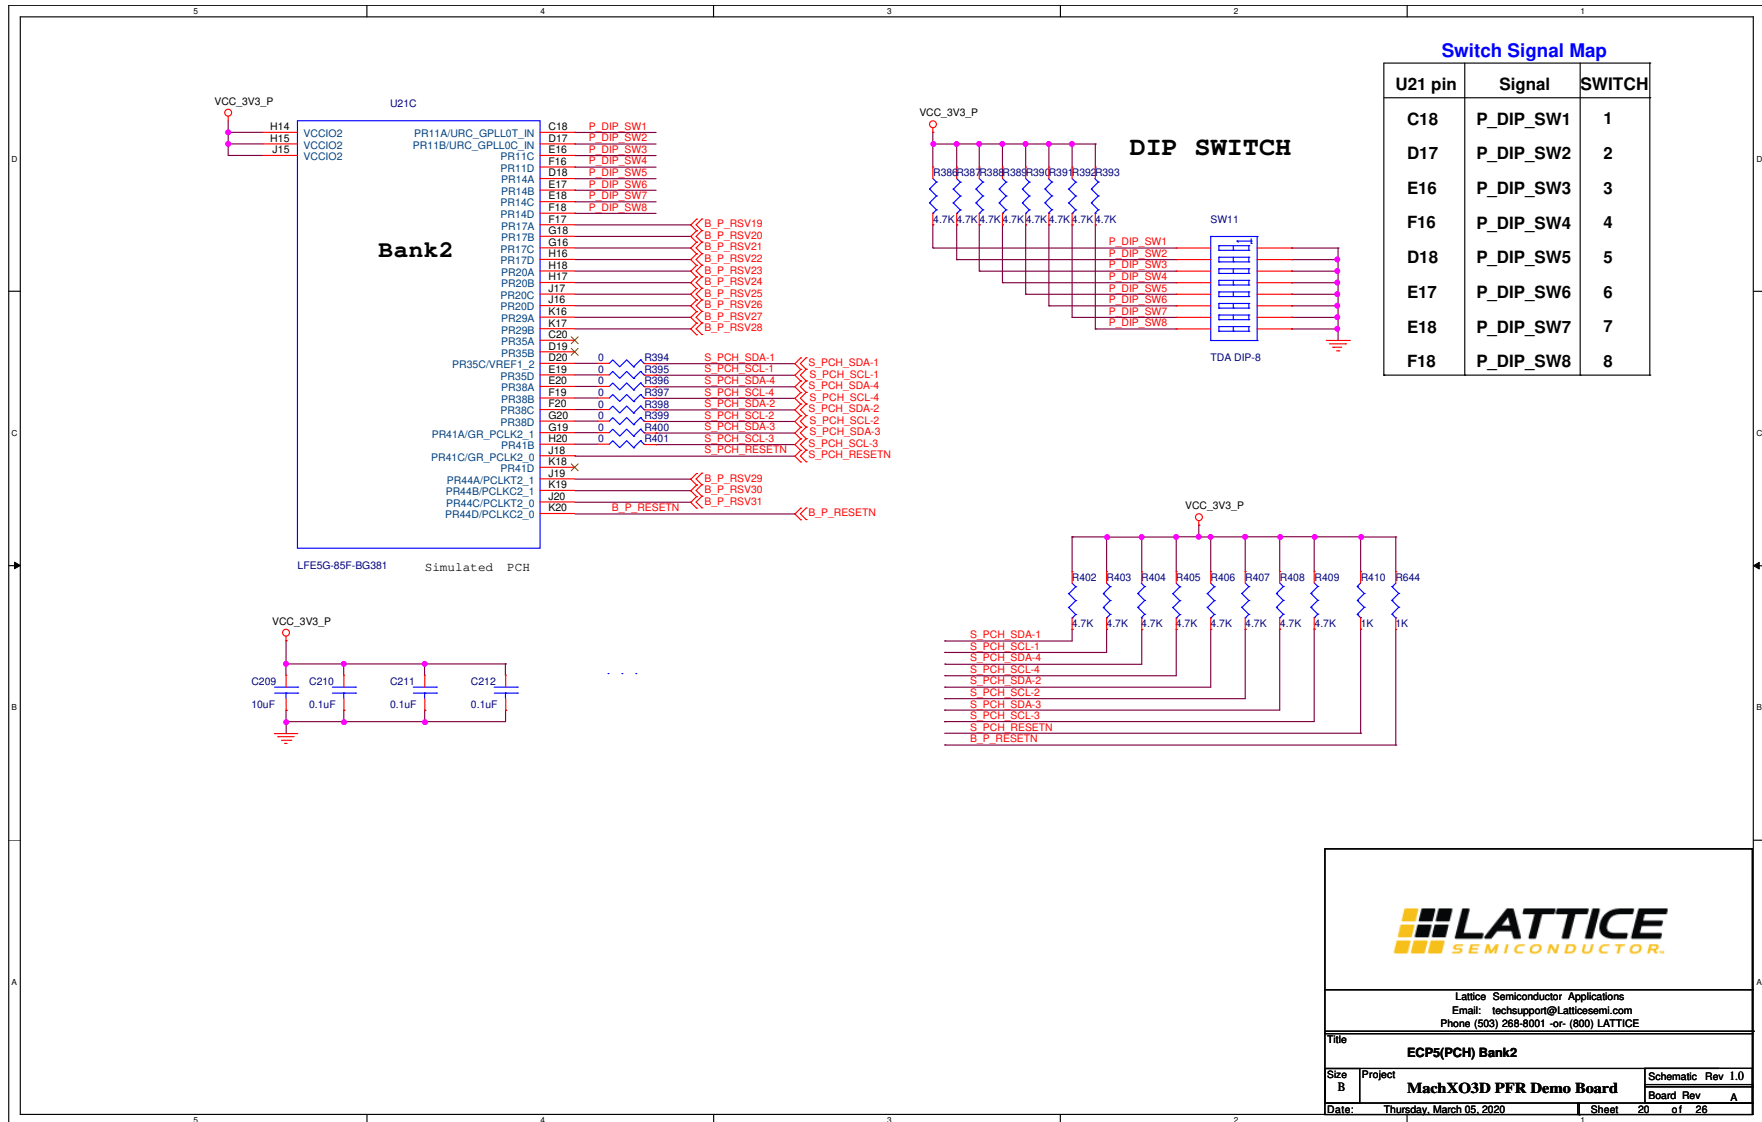 5 4 3 2 1
Switch Signal Map
U21 pin Signal SWITCH
C18 P_DIP_SW1 1
D17 P_DIP_SW2 2
E16 P_DIP_SW3 3
F16 P_DIP_SW4 4
D18 P_DIP_SW5 5
E17 P_DIP_SW6 6
E18 P_DIP_SW7 7
F18 P_DIP_SW8 8
VCC_3V3_P
U21C
H14 VCCIO2
H15 VCCIO2
J15 VCCIO2
PR11A/URC_GPLL0T_IN C18 P_DIP_SW1
PR11B/URC_GPLL0C_IN D17 P_DIP_SW2
PR11C E16 P_DIP_SW3
PR11D F16 P_DIP_SW4
PR14A D18 P_DIP_SW5
PR14B E17 P_DIP_SW6
PR14C E18 P_DIP_SW7
PR14D F18 P_DIP_SW8
PR17A F17 B_P_RSV19
PR17B G18 B_P_RSV20
PR17C G16 B_P_RSV21
PR17D H16 B_P_RSV22
PR20A H18 B_P_RSV23
PR20B H17 B_P_RSV24
PR20C J17 B_P_RSV25
PR20D J16 B_P_RSV26
PR29A K16 B_P_RSV27
PR29B K17 B_P_RSV28
PR35A C20
PR35B D19
PR35C/VREF1_2 D20 0 R394 S_PCH_SDA-1 S_PCH_SDA-1
PR35D E19 0 R395 S_PCH_SCL-1 S_PCH_SCL-1
PR38A E20 0 R396 S_PCH_SDA-4 S_PCH_SDA-4
PR38B F19 0 R397 S_PCH_SCL-4 S_PCH_SCL-4
PR38C F20 0 R398 S_PCH_SDA-2 S_PCH_SDA-2
PR38D G20 0 R399 S_PCH_SCL-2 S_PCH_SCL-2
PR41A/GR_PCLK2_1 G19 0 R400 S_PCH_SDA-3 S_PCH_SDA-3
PR41B H20 0 R401 S_PCH_SCL-3 S_PCH_SCL-3
PR41C/GR_PCLK2_0 J18 S_PCH_RESETN S_PCH_RESETN
PR41D K18
PR44A/PCLKT2_1 J19 B_P_RSV29
PR44B/PCLKC2_1 K19 B_P_RSV30
PR44C/PCLKT2_0 J20 B_P_RSV31
PR44D/PCLKC2_0 K20 B_P_RESETN B_P_RESETN
Bank2
LFE5G-85F-BG381 Simulated PCH
VCC_3V3_P
DIP SWITCH
R386 R387 R388 R389 R390 R391 R392 R393
4.7K 4.7K 4.7K 4.7K 4.7K 4.7K 4.7K 4.7K
SW11
P_DIP_SW1
P_DIP_SW2
P_DIP_SW3
P_DIP_SW4
P_DIP_SW5
P_DIP_SW6
P_DIP_SW7
P_DIP_SW8
1
TDA DIP-8
VCC_3V3_P
R402 R403 R404 R405 R406 R407 R408 R409 R410 R644
4.7K 4.7K 4.7K 4.7K 4.7K 4.7K 4.7K 4.7K 1K 1K
S_PCH_SDA-1
S_PCH_SCL-1
S_PCH_SDA-4
S_PCH_SCL-4
S_PCH_SDA-2
S_PCH_SCL-2
S_PCH_SDA-3
S_PCH_SCL-3
S_PCH_RESETN
B_P_RESETN
VCC_3V3_P
C209 C210 C211 C212
10uF 0.1uF 0.1uF 0.1uF
. . .
D D
C C
B B
A A
LATTICE
SEMICONDUCTOR™
Lattice Semiconductor Applications
Email: techsupport@Latticesemi.com
Phone (503) 268-8001 -or- (800) LATTICE
Title
ECP5(PCH) Bank2
Size Project Schematic Rev 1.0
B MachXO3D PFR Demo Board Board Rev A
Date: Thursday, March 05, 2020 Sheet 20 of 26
5 4 3 2 1